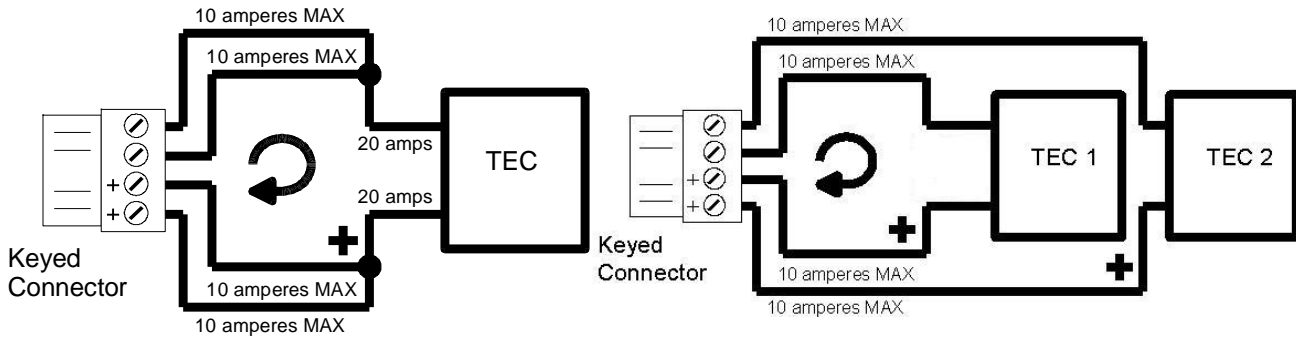 10 amperes MAX
10 amperes MAX
20 amps
TEC
20 amps
+
+
Keyed
Connector
10 amperes MAX
10 amperes MAX
10 amperes MAX
10 amperes MAX
TEC 1
TEC 2
+
+
Keyed
Connector
10 amperes MAX
10 amperes MAX